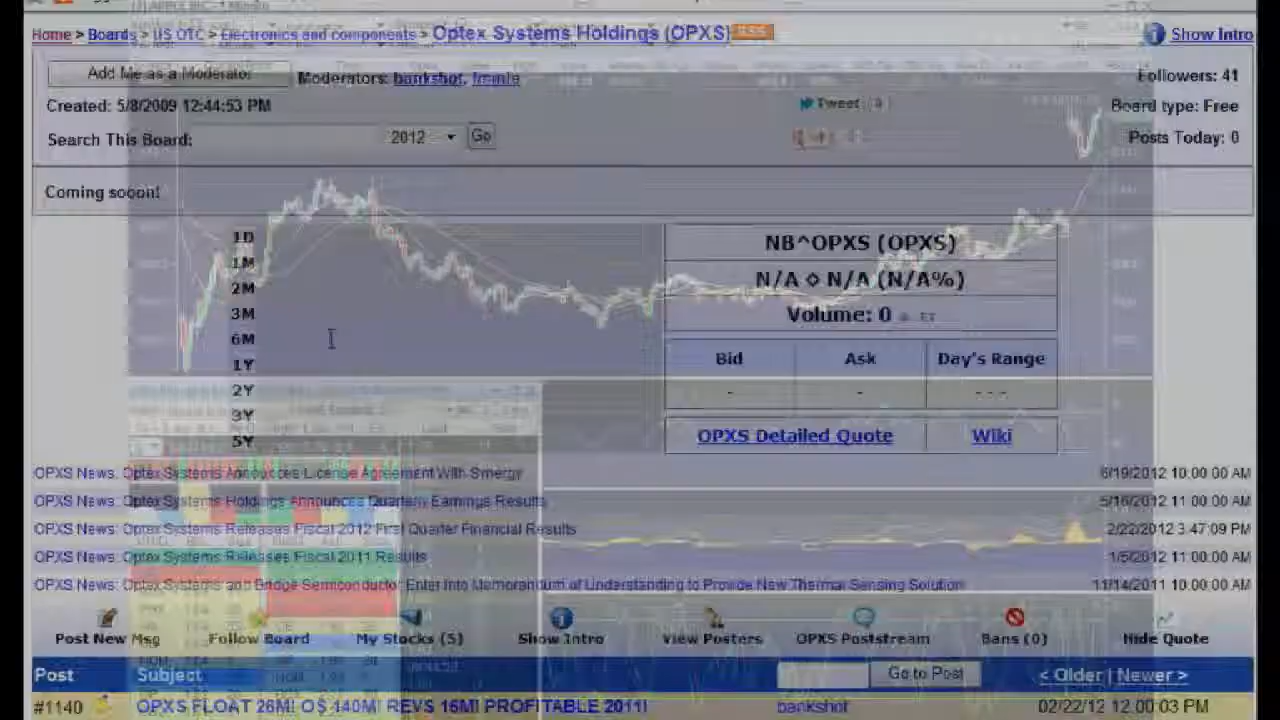 Home > Boards > US OTC > Electronics and components > Optex Systems Holdings (OPXS) RSS
Show Intro
Add Me as a Moderator
Moderators: bankshot,
Followers: 41
Created: 5/8/2009 12:44:53 PM
Tweet
Board type: Free
Search This Board:
2012
Go
Posts Today: 0
Coming sooon!
1D
1M
2M
3M
6M
1Y
2Y
3Y
5Y
NB^OPXS (OPXS)
N/A ◊ N/A (N/A%)
Volume: 0
Bid Ask Day's Range
- - - - -
OPXS Detailed Quote Wiki
OPXS News: Optex Systems Announces License Agreement With Smergy 6/19/2012 10:00:00 AM
OPXS News: Optex Systems Holdings Announces Quarterly Earnings Results 5/16/2012 11:00:00 AM
OPXS News: Optex Systems Releases Fiscal 2012 First Quarter Financial Results 2/22/2012 3:47:09 PM
OPXS News: Optex Systems Releases Fiscal 2011 Results 1/5/2012 11:00:00 AM
OPXS News: Optex Systems and Bridge Semiconductor Enter Into Memorandum of Understanding to Provide New Thermal Sensing Solution 11/14/2011 10:00:00 AM
Post New Msg Follow Board My Stocks (5) Show Intro View Posters OPXS Poststream Bans (0) Hide Quote
Post Subject Go to Post < Older | Newer >
#1140 OPXS FLOAT 26M! OS 140M! REVS 16M! PROFITABLE 2011! bankshot 02/22/12 12:00:03 PM